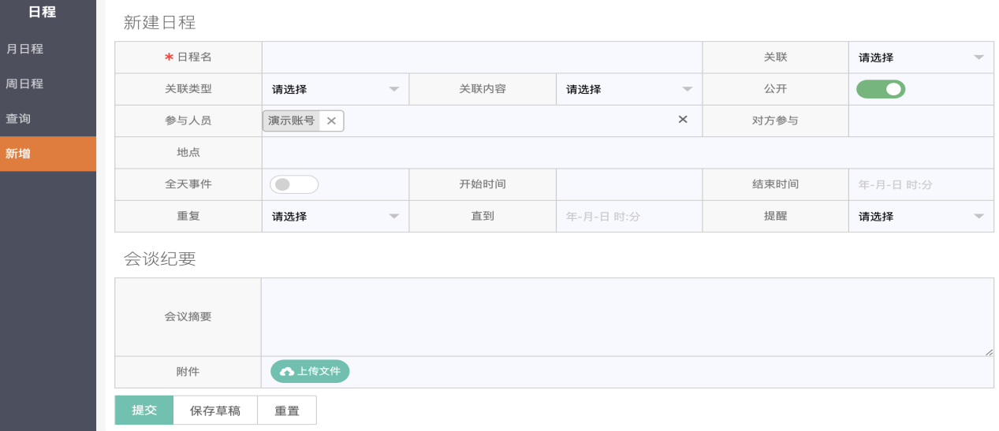 日程
月日程
周日程
查询
新增
新建日程
* 日程名 关联 请选择
关联类型 请选择 关联内容 请选择 公开
参与人员 演示账号 × × 对方参与
地点
全天事件 开始时间 结束时间 年-月-日 时:分
重复 请选择 直到 年-月-日 时:分 提醒 请选择
会谈纪要
会议摘要
附件 上传文件
提交 保存草稿 重置